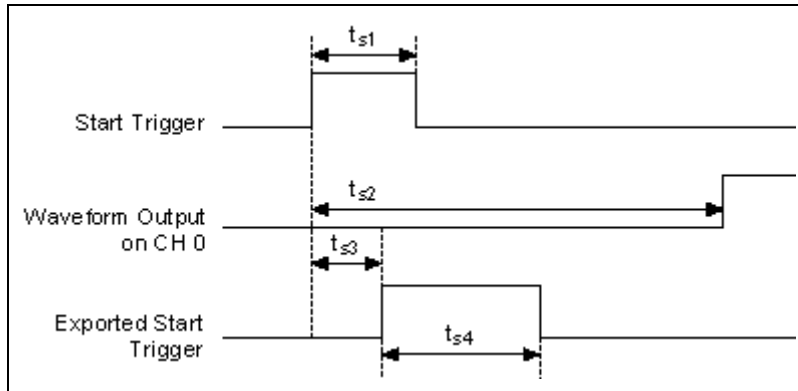 ts1
Start Trigger
ts2
Waveform Output
on CH 0
ts3
Exported Start
Trigger
ts4